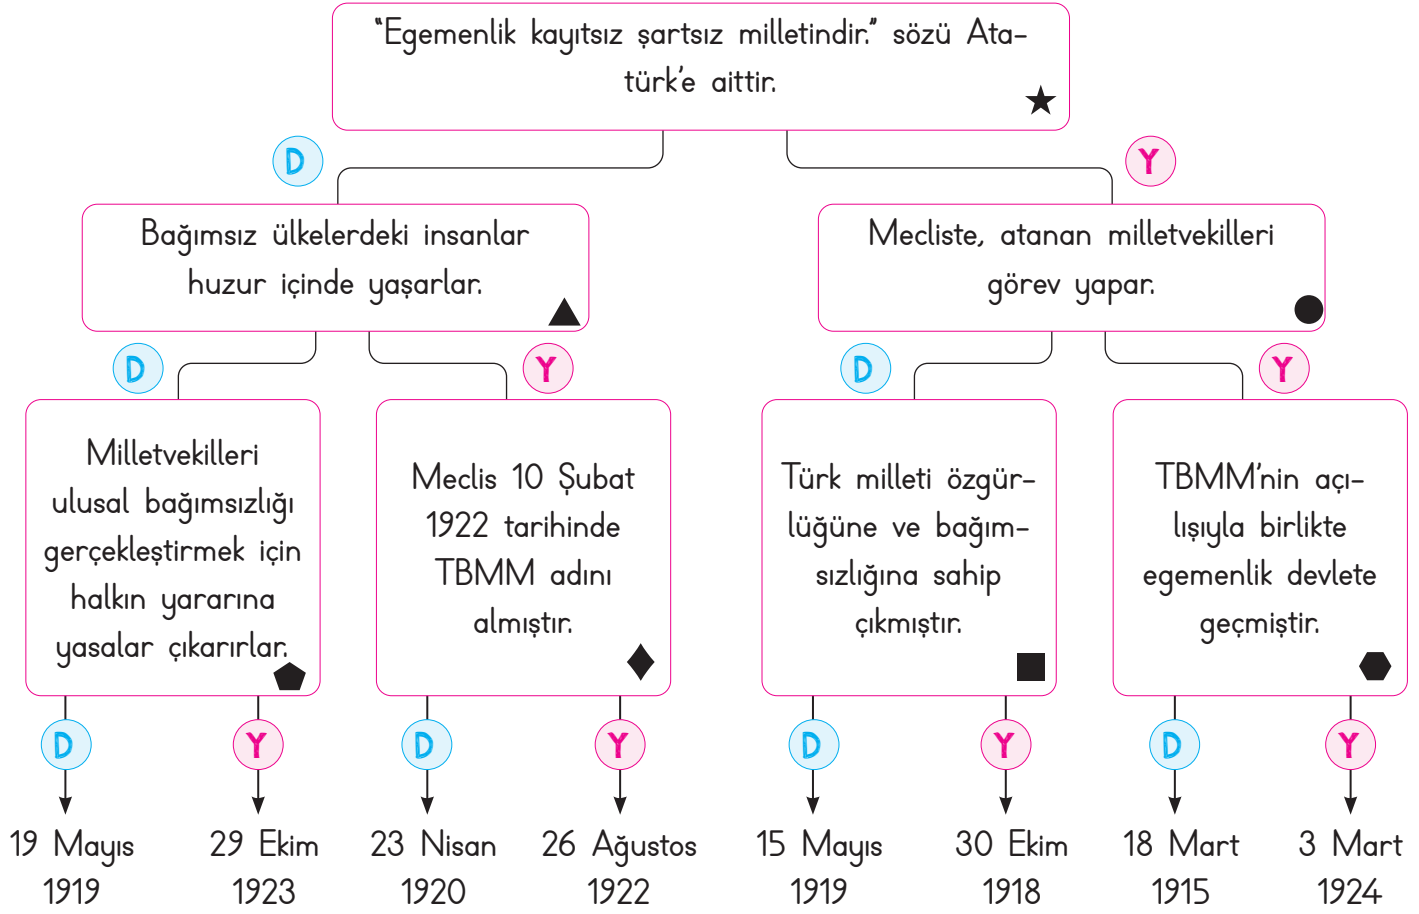 "Egemenlik kayıtsız şartsız milletindir." sözü Ata-
türk'e aittir.
D
Y
Bağımsız ülkelerdeki insanlar
huzur içinde yaşarlar.
Mecliste, atanan milletvekilleri
görev yapar.
D
Y
D
Y
Milletvekilleri
ulusal bağımsızlığı
gerçekleştirmek için
halkın yararına
yasalar çıkarırlar.
Meclis 10 Şubat
1922 tarihinde
TBMM adını
almıştır.
Türk milleti özgür-
lüğüne ve bağım-
sızlığına sahip
çıkmıştır.
TBMM'nin açı-
lışıyla birlikte
egemenlik devlete
geçmiştir.
D
Y
D
Y
D
Y
D
Y
19 Mayıs
1919
29 Ekim
1923
23 Nisan
1920
26 Ağustos
1922
15 Mayıs
1919
30 Ekim
1918
18 Mart
1915
3 Mart
1924